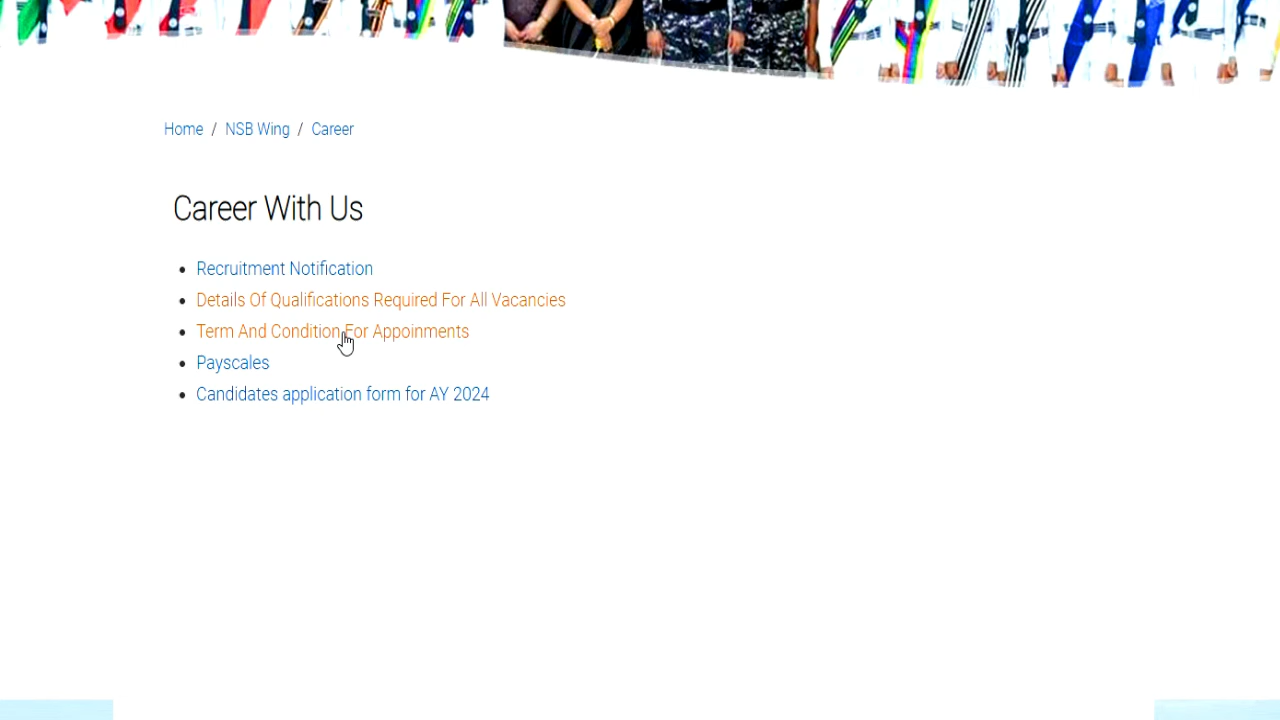 Home / NSB Wing / Career
Career With Us
Recruitment Notification
Details Of Qualifications Required For All Vacancies
Term And Condition For Appoinments
Payscales
Candidates application form for AY 2024